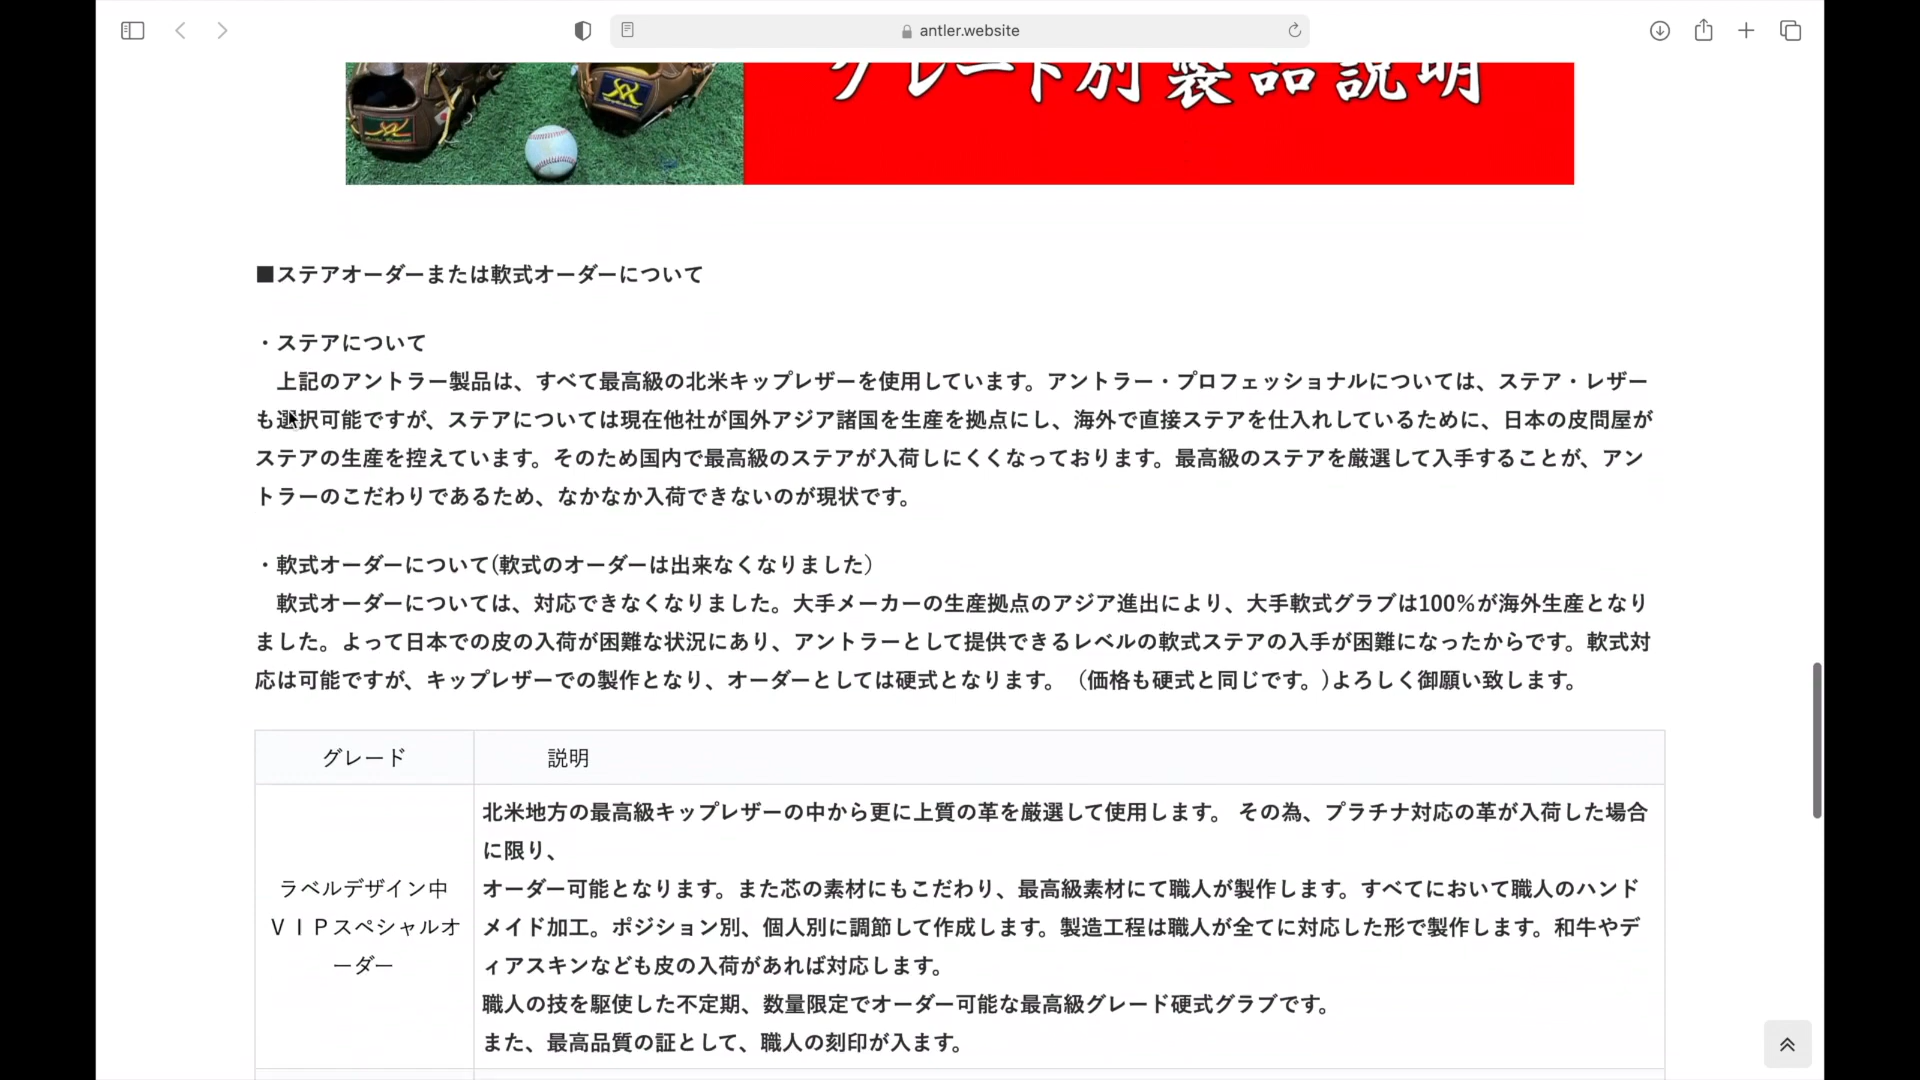 antler.website
グレード別製品説明
■ステアオーダーまたは軟式オーダーについて
・ステアについて
上記のアントラー製品は、すべて最高級の北米キップレザーを使用しています。アントラー・プロフェッショナルについては、ステア・レザー
も選択可能ですが、ステアについては現在他社が国外アジア諸国を生産を拠点にし、海外で直接ステアを仕入れしているために、日本の皮問屋が
ステアの生産を控えています。そのため国内で最高級のステアが入荷しにくくなっております。最高級のステアを厳選して入手することが、アン
トラーのこだわりであるため、なかなか入荷できないのが現状です。
・軟式オーダーについて(軟式のオーダーは出来なくなりました）
軟式オーダーについては、対応できなくなりました。大手メーカーの生産拠点のアジア進出により、大手軟式グラブは100%が海外生産となり
ました。よって日本での皮の入荷が困難な状況にあり、アントラーとして提供できるレベルの軟式ステアの入手が困難になったからです。軟式対
応は可能ですが、キップレザーでの製作となり、オーダーとしては硬式となります。（価格も硬式と同じです。)よろしく御願い致します。
グレード 説明
ラベルデザイン中
ＶＩＰスペシャルオ
ーダー
北米地方の最高級キップレザーの中から更に上質の革を厳選して使用します。 その為、プラチナ対応の革が入荷した場合
に限り、
オーダー可能となります。また芯の素材にもこだわり、最高級素材にて職人が製作します。すべてにおいて職人のハンド
メイド加工。ポジション別、個人別に調節して作成します。製造工程は職人が全てに対応した形で製作します。和牛やデ
ィアスキンなども皮の入荷があれば対応します。
職人の技を駆使した不定期、数量限定でオーダー可能な最高級グレード硬式グラブです。
また、最高品質の証として、職人の刻印が入ます。